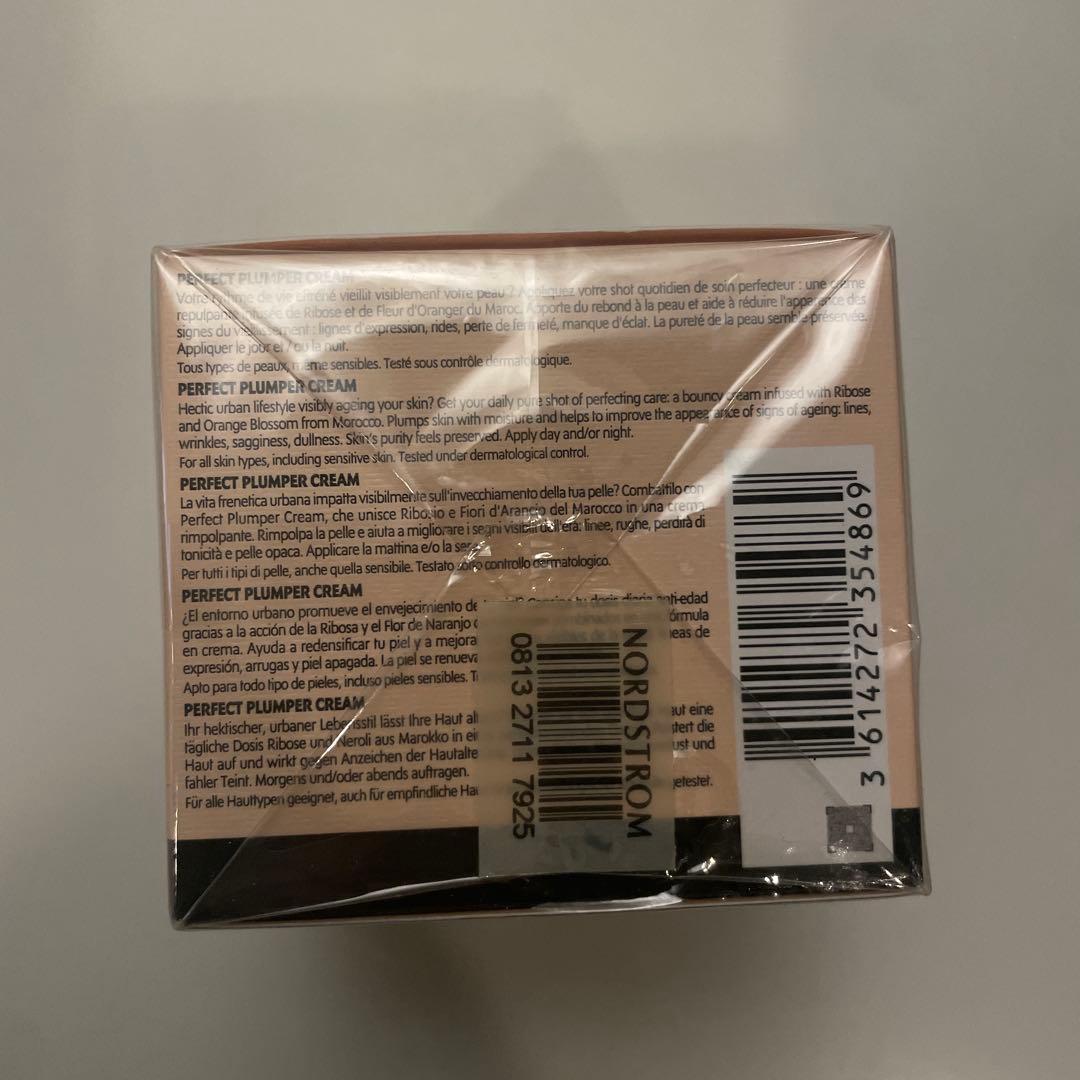 PERFECT PLUMPER CREAM
Votre rythme de vie effréné vieillit visiblement votre peau ? Appliquez votre shot quotidien de soin perfecteur : une crème
repulpante infusée de Ribose et de Fleur d'Oranger du Maroc. Apporte du rebond à la peau et aide à réduire l'apparence des
signes du vieillissement : lignes d'expression, rides, perte de fermeté, manque d'éclat. La pureté de la peau semble préservée.
Appliquer le jour et / ou la nuit.
Tous types de peaux, même sensibles. Testé sous contrôle dermatologique.
PERFECT PLUMPER CREAM
Hectic urban lifestyle visibly ageing your skin? Get your daily pure shot of perfecting care: a bouncy cream infused with Ribose
and Orange Blossom from Morocco. Plumps skin with moisture and helps to improve the appearance of signs of ageing: lines,
wrinkles, sagginess, dullness. Skin's purity feels preserved. Apply day and/or night.
For all skin types, including sensitive skin. Tested under dermatological control.
PERFECT PLUMPER CREAM
La vita frenetica urbana impatta visibilmente sull'invecchiamento della tua pelle? Combattilo con
Perfect Plumper Cream, che unisce Ribosio e Fiori d'Arancio del Marocco in una crema
rimpolpante. Rimpolpa la pelle e aiuta a migliorare i segni visibili dell'età: linee, rughe, perdita di
tonicità e pelle opaca. Applicare la mattina e/o la sera
Per tutti i tipi di pelle, anche quella sensibile. Testato sotto controllo dermatologico.
PERFECT PLUMPER CREAM
¿El entorno urbano promueve el envejecimiento de tu dosis diaria anti-edad
gracias a la acción de la Ribosa y el Flor de Naranjo combinados fórmula
en crema. Ayuda a redensificar tu piel y a mejorar líneas de
expresión, arrugas y piel apagada. La piel se renueva
Apto para todo tipo de pieles, incluso pieles sensibles.
PERFECT PLUMPER CREAM
Ihr hektischer, urbaner Lebensstil lässt Ihre Haut eine
tägliche Dosis Ribose und Neroli aus Marokko in die
Haut auf und wirkt gegen Anzeichen der und
fahler Teint. Morgens und/oder abends auftragen.
Für alle Hauttypen geeignet, auch für empfindliche getestet.
NORDSTROM
0813 2711 7925
3 614272 354869